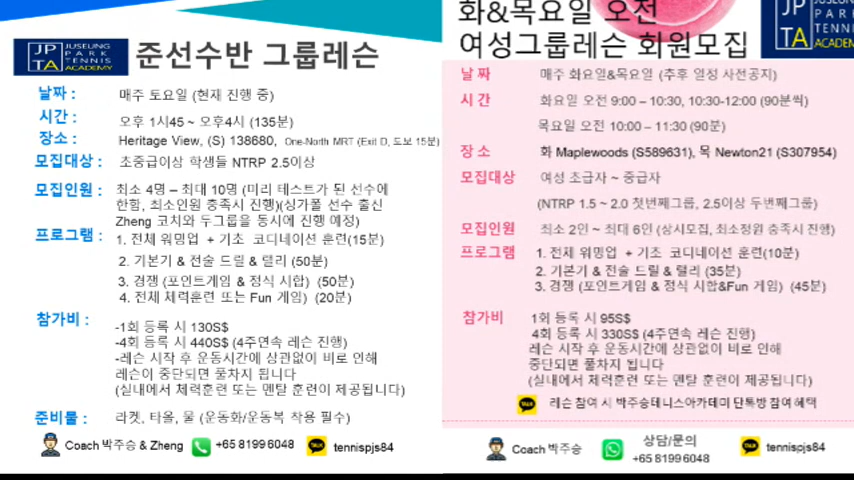 JP
TA
JUSEUNG
PARK
TENNIS
ACADEMY
준선수반 그룹레슨
날짜 : 매주 토요일 (현재 진행 중)
시간 : 오후 1시45 ~ 오후4시 (135분)
장소 : Heritage View, (S) 138680, One-North MRT (Exit D, 도보 15분)
모집대상 : 초중급이상 학생들 NTRP 2.5이상
모집인원 : 최소 4명 – 최대 10명 (미리 테스트가 된 선수에
한함, 최소인원 충족시 진행)(싱가폴 선수 출신
Zheng 코치와 두그룹을 동시에 진행 예정)
프로그램 : 1. 전체 워밍업 + 기초 코디네이션 훈련(15분)
2. 기본기 & 전술 드릴 & 랠리 (50분)
3. 경쟁 (포인트게임 & 정식 시합) (50분)
4. 전체 체력훈련 또는 Fun 게임) (20분)
참가비 :
-1회 등록 시 130S$
-4회 등록 시 440S$ (4주연속 레슨 진행)
-레슨 시작 후 운동시간에 상관없이 비로 인해
레슨이 중단되면 풀차지 됩니다
(실내에서 체력훈련 또는 멘탈 훈련이 제공됩니다)
준비물 : 라켓, 타올, 물 (운동화/운동복 착용 필수)
Coach 박주승 & Zheng +65 8199 6048 TALK tennispjs84
화&목요일 오전
여성그룹레슨 회원모집
JP
TA
PARK
TENNIS
ACADEMY
날 짜 매주 화요일&목요일 (추후 일정 사전공지)
시 간 화요일 오전 9:00 – 10:30, 10:30-12:00 (90분씩)
목요일 오전 10:00 – 11:30 (90분)
장 소 화 Maplewoods (S589631), 목 Newton21 (S307954)
모집대상 여성 초급자 ~ 중급자
(NTRP 1.5 ~ 2.0 첫번째그룹, 2.5이상 두번째그룹)
모집인원 최소 2인 ~ 최대 6인 (상시모집, 최소정원 충족시 진행)
프로그램 1. 전체 워밍업 + 기초 코디네이션 훈련(10분)
2. 기본기 & 전술 드릴 & 랠리 (35분)
3. 경쟁 (포인트게임 & 정식 시합&Fun 게임) (45분)
참가비 1회 등록 시 95S$
4회 등록 시 330S$ (4주연속 레슨 진행)
레슨 시작 후 운동시간에 상관없이 비로 인해
중단되면 풀차지 됩니다
(실내에서 체력훈련 또는 멘탈 훈련이 제공됩니다)
TALK 레슨 참여 시 박주승테니스아카데미 단톡방 참여 혜택
Coach 박주승 상담/문의 TALK tennispjs84
+65 8199 6048